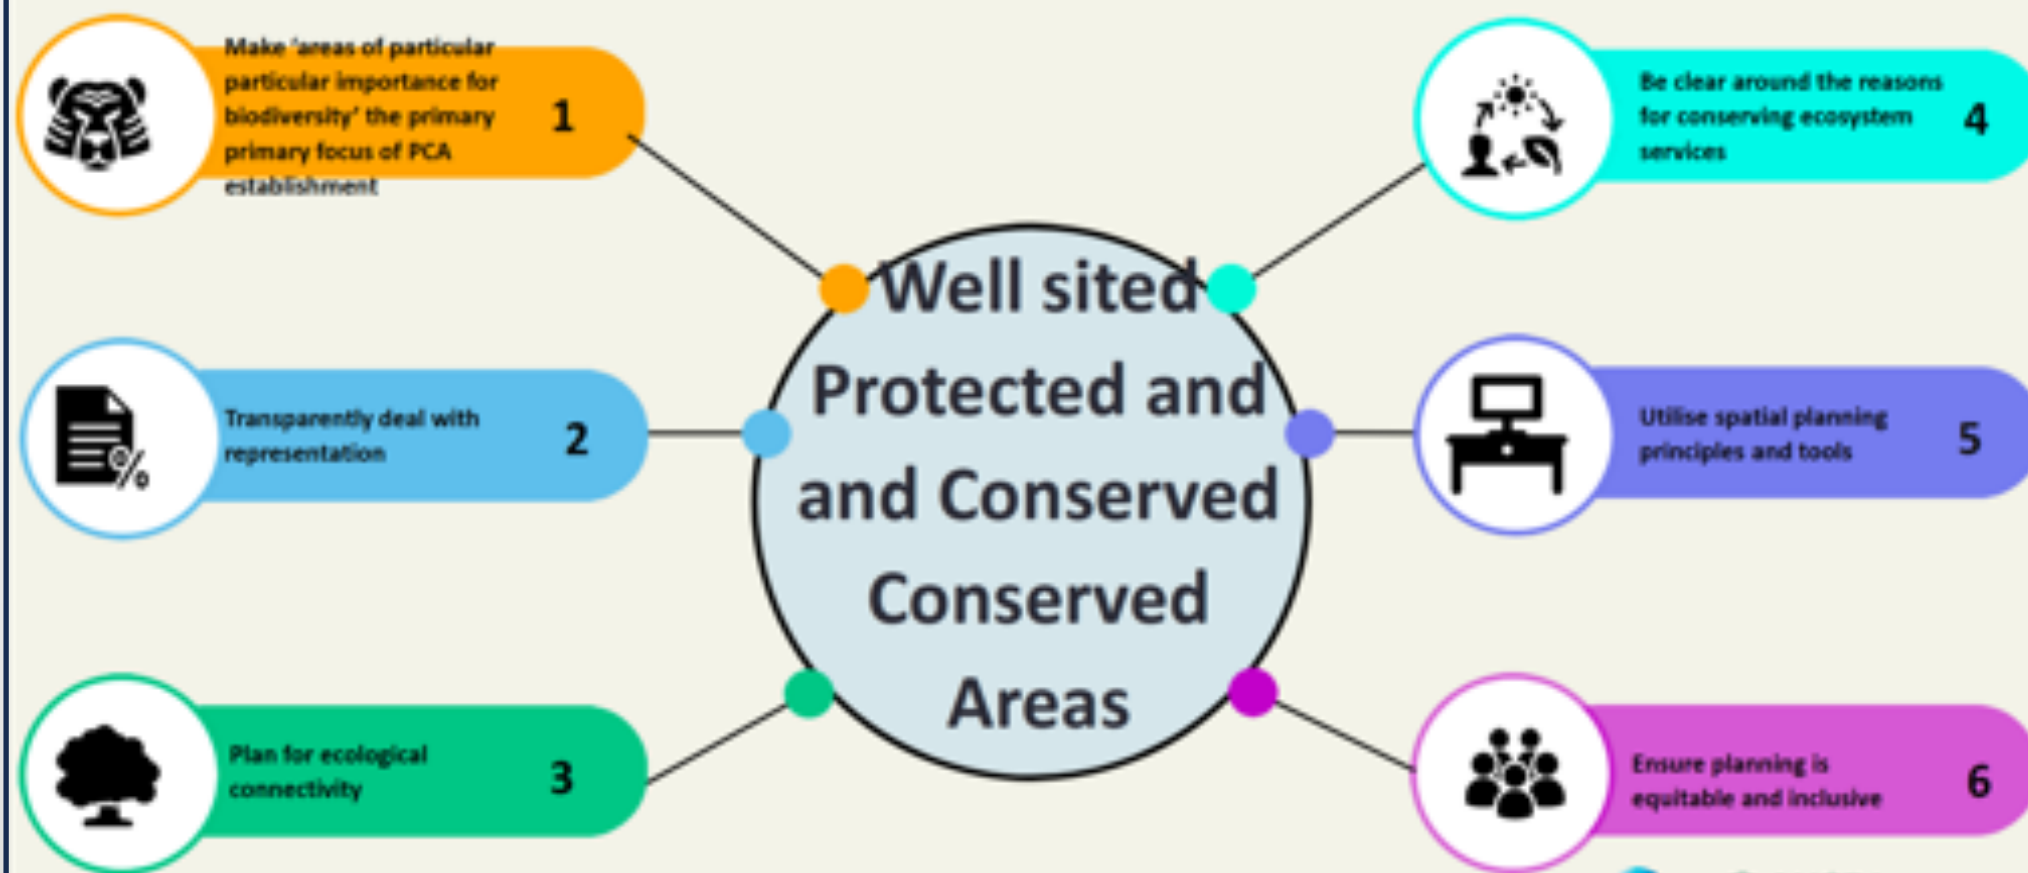 Make 'areas of particular
particular importance for
biodiversity' the primary
primary focus of PCA
establishment
1
Transparently deal with
representation
2
Plan for ecological
connectivity
3
Well sited
Protected and
and Conserved
Conserved
Areas
Be clear around the reasons
for conserving ecosystem
services
4
Utilise spatial planning
principles and tools
5
Ensure planning is
equitable and inclusive
6
%